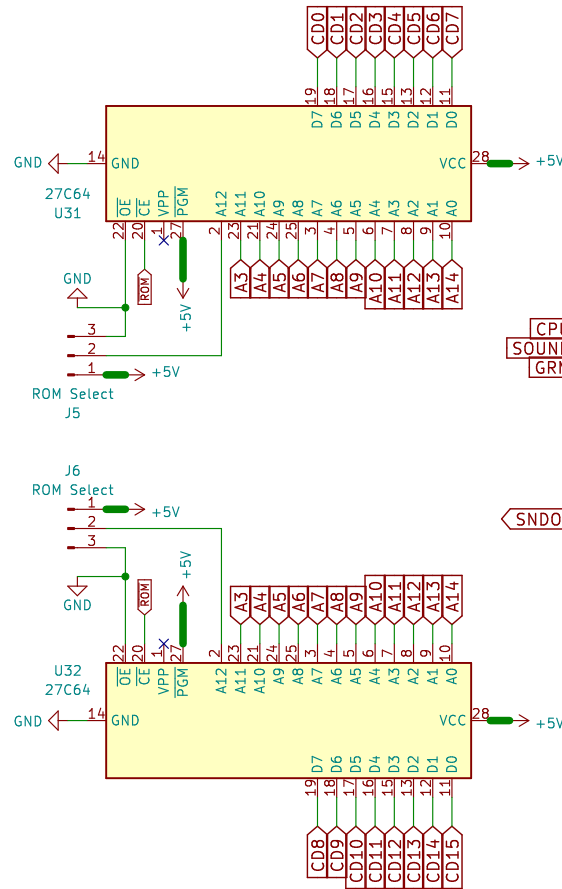 CD0 CD1 CD2 CD3 CD4 CD5 CD6 CD7
19 18 17 16 15 13 12 11
D7 D6 D5 D4 D3 D2 D1 D0
GND 14 GND VCC 28 +5V
27C64
U31
OE CE VPP PGM A12 A11 A10 A9 A8 A7 A6 A5 A4 A3 A2 A1 A0
22 20 1 27 2 23 21 24 25 3 4 5 6 7 8 9 10
ROM
A3 A4 A5 A6 A7 A8 A9 A10 A11 A12 A13 A14
GND
+5V
3
2
1 +5V
ROM Select
J5
CPU
SOUN
GR
J6
ROM Select
1 +5V
2
3
SNDO
+5V
GND
ROM
A3 A4 A5 A6 A7 A8 A9 A10 A11 A12 A13 A14
22 20 1 27 2 23 21 24 25 3 4 5 6 7 8 9 10
U32
27C64
OE CE VPP PGM A12 A11 A10 A9 A8 A7 A6 A5 A4 A3 A2 A1 A0
GND 14 GND VCC 28 +5V
D7 D6 D5 D4 D3 D2 D1 D0
19 18 17 16 15 13 12 11
CD8 CD9 CD10 CD11 CD12 CD13 CD14 CD15